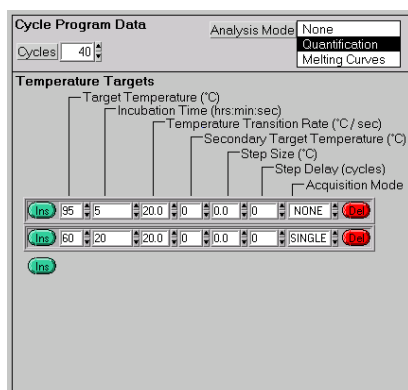 Cycle Program Data
Analysis Mode None
Quantification
Melting Curves
Cycles 40
Temperature Targets
Target Temperature (°C)
Incubation Time (hrs:min:sec)
Temperature Transition Rate (°C / sec)
Secondary Target Temperature (°C)
Step Size (°C)
Step Delay (cycles)
Acquisition Mode
Ins 95 5 20.0 0 0.0 0 NONE Del
Ins 60 20 20.0 0 0.0 0 SINGLE Del
Ins